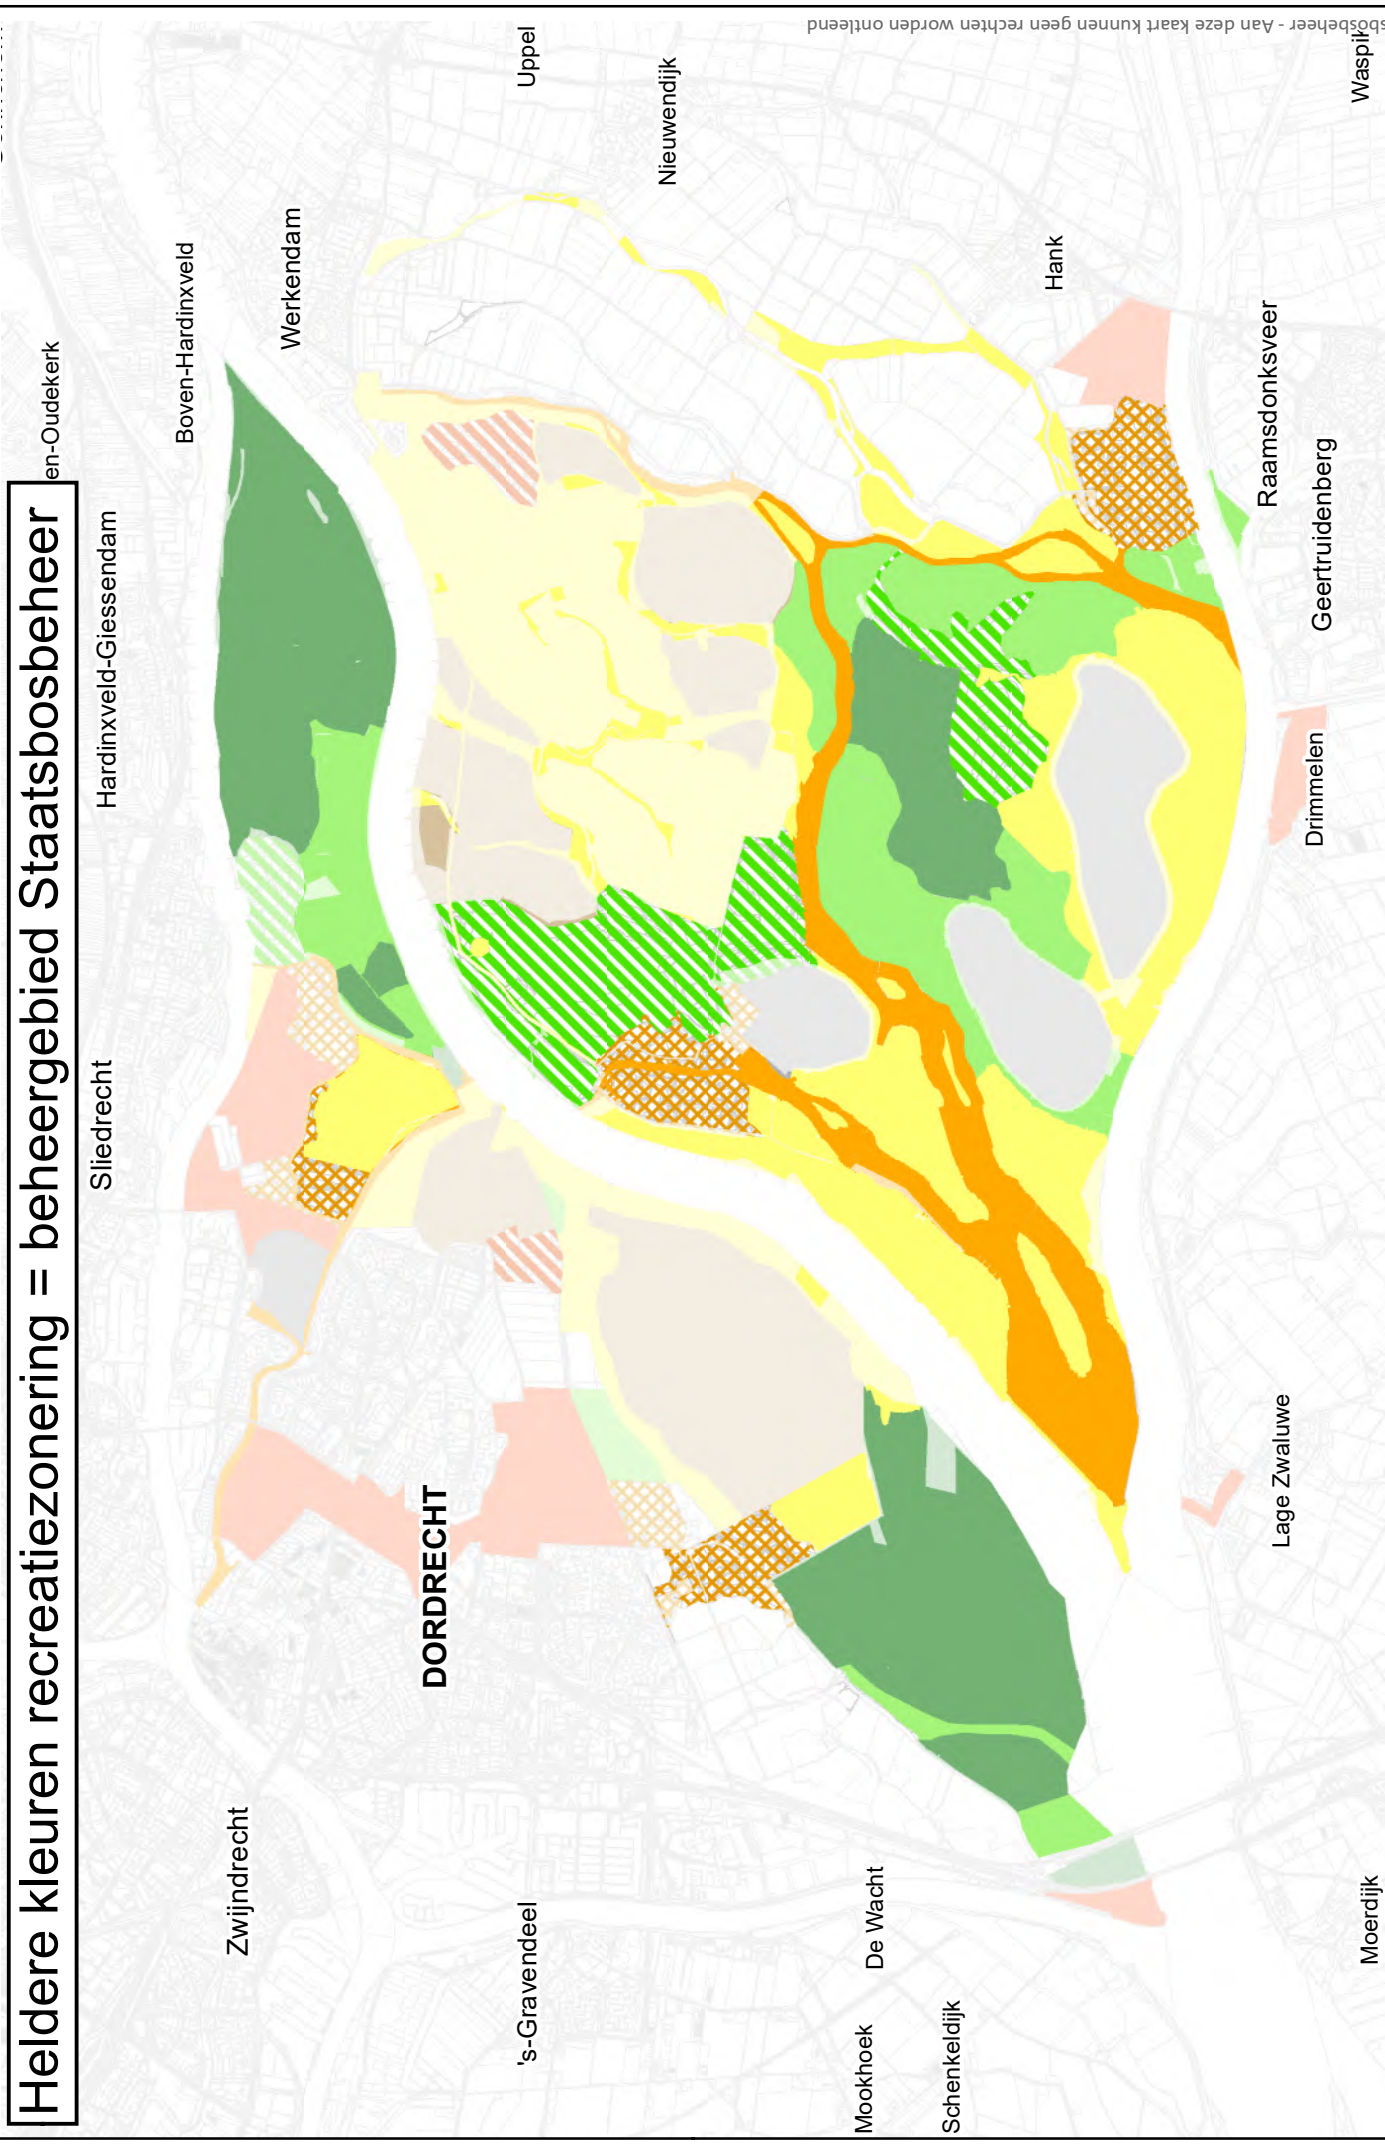 Heldere kleuren recreatiezonering = beheergebied Staatsbosbeheer
en-Oudekerk
Hardinxveld-Giessendam
Boven-Hardinxveld
Sliedrecht
Werkendam
Zwijndrecht
DORDRECHT
Uppel
's-Gravendeel
Nieuwendijk
De Wacht
Mookhoek
Schenkeldijk
Hank
Raamsdonksveer
Geertruidenberg
Drimmelen
Lage Zwaluwe
Moerdijk
Waspik
sbosbeheer - Aan deze kaart kunnen geen rechten worden ontleend